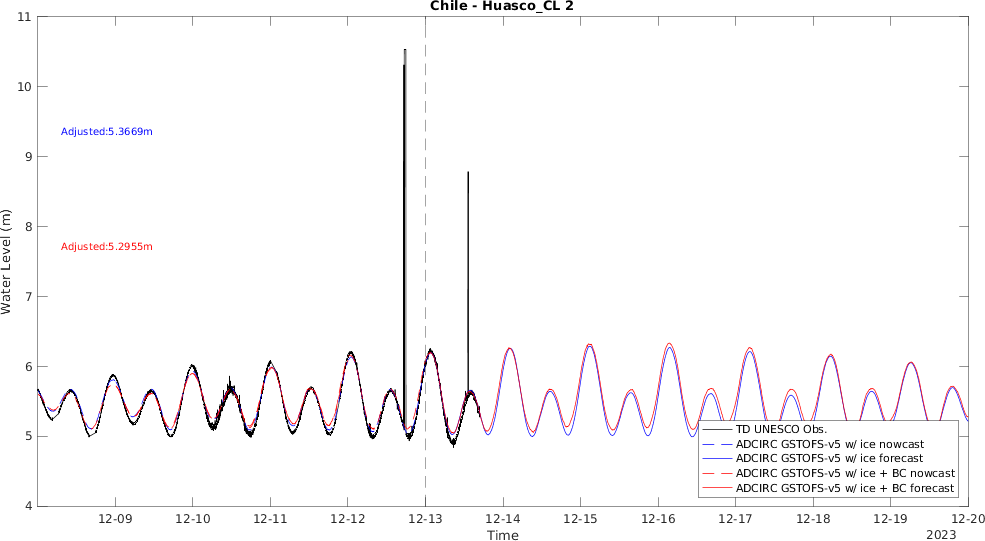 Chile - Huasco_CL 2
11
10
9
8
7
6
5
4
Water Level (m)
Adjusted:5.3669m
Adjusted:5.2955m
TD UNESCO Obs.
ADCIRC GSTOFS-v5 w/ ice nowcast
ADCIRC GSTOFS-v5 w/ ice forecast
ADCIRC GSTOFS-v5 w/ ice + BC nowcast
ADCIRC GSTOFS-v5 w/ ice + BC forecast
12-09 12-10 12-11 12-12 12-13 12-14 12-15 12-16 12-17 12-18 12-19 12-20
Time
2023